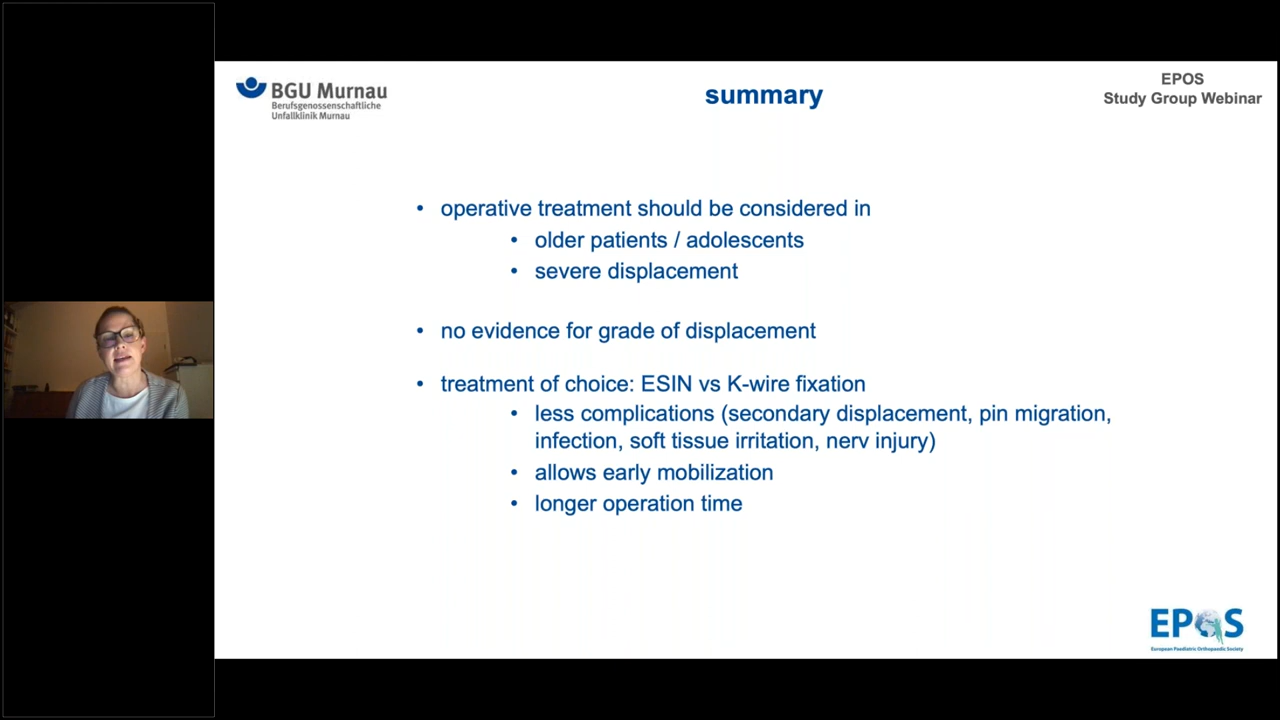 BGU Murnau
Berufsgenossenschaftliche
Unfallklinik Murnau
summary
EPOS
Study Group Webinar
• operative treatment should be considered in
• older patients / adolescents
• severe displacement
• no evidence for grade of displacement
• treatment of choice: ESIN vs K-wire fixation
• less complications (secondary displacement, pin migration,
infection, soft tissue irritation, nerv injury)
• allows early mobilization
• longer operation time
EPOS
European Paediatric Orthopaedic Society